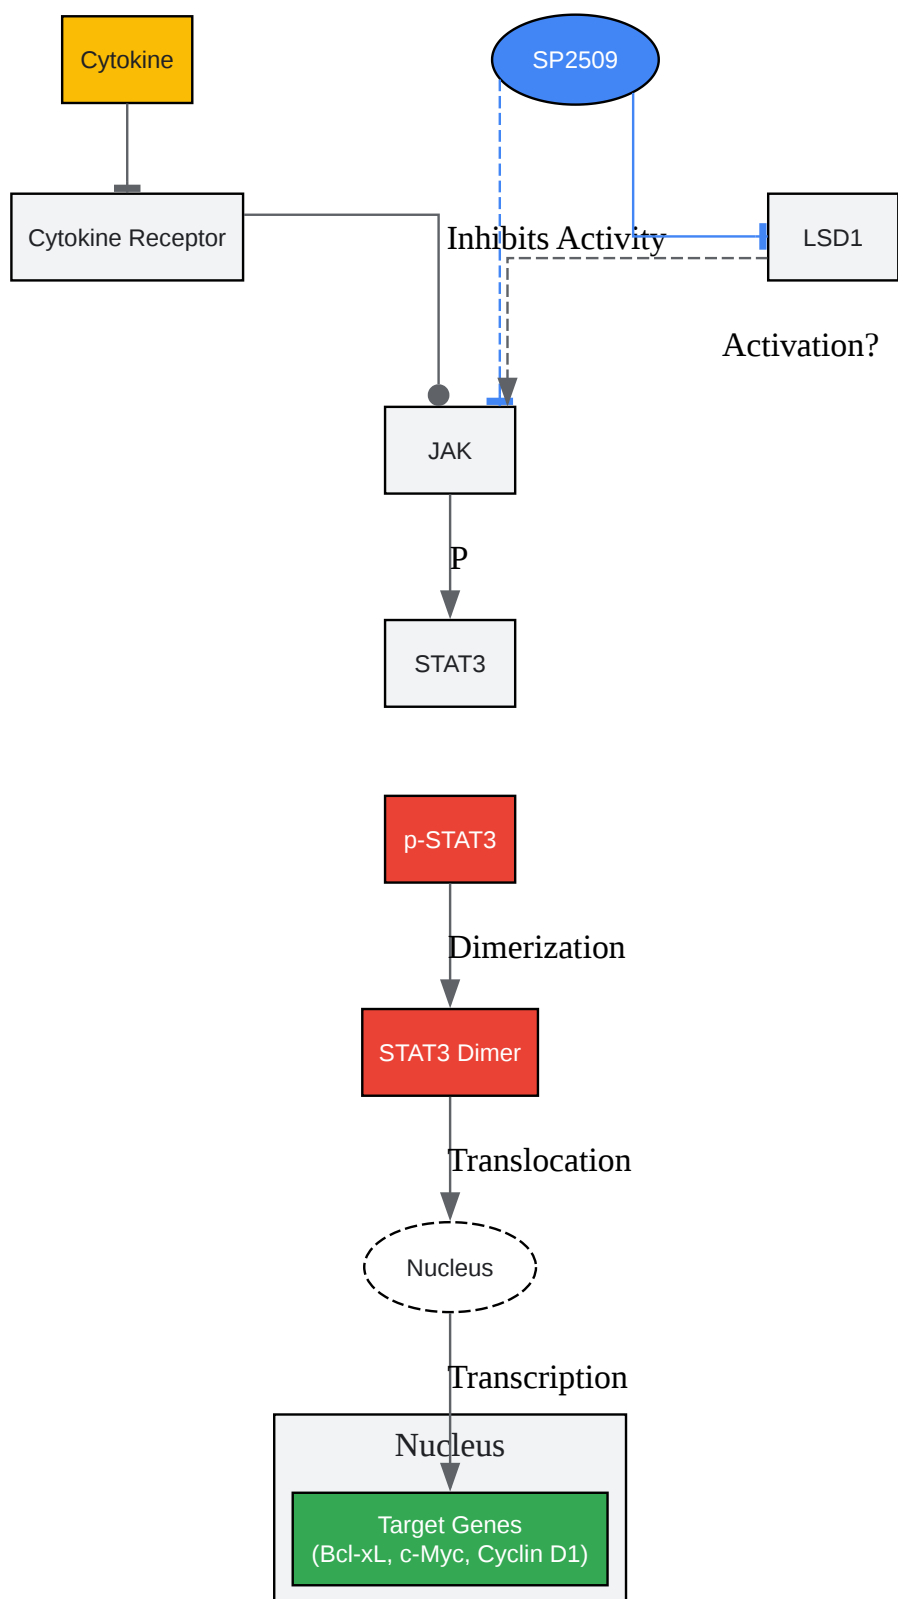 Cytokine
SP2509
Cytokine Receptor
Inhibits Activity
LSD1
Activation?
JAK
P
STAT3
p-STAT3
Dimerization
STAT3 Dimer
Translocation
Nucleus
Transcription
Nucleus
Target Genes
(Bcl-xL, c-Myc, Cyclin D1)